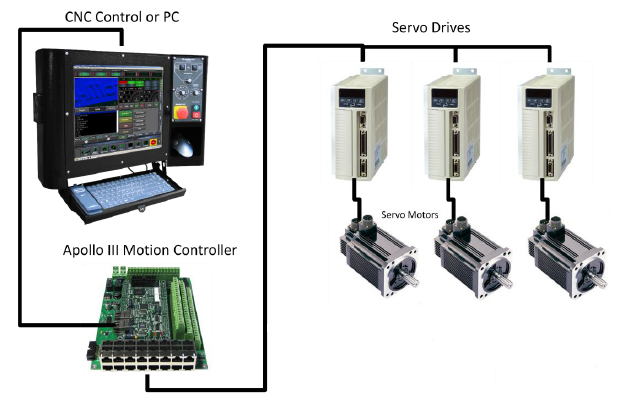 CNC Control or PC
Servo Drives
Servo Motors
Apollo III Motion Controller